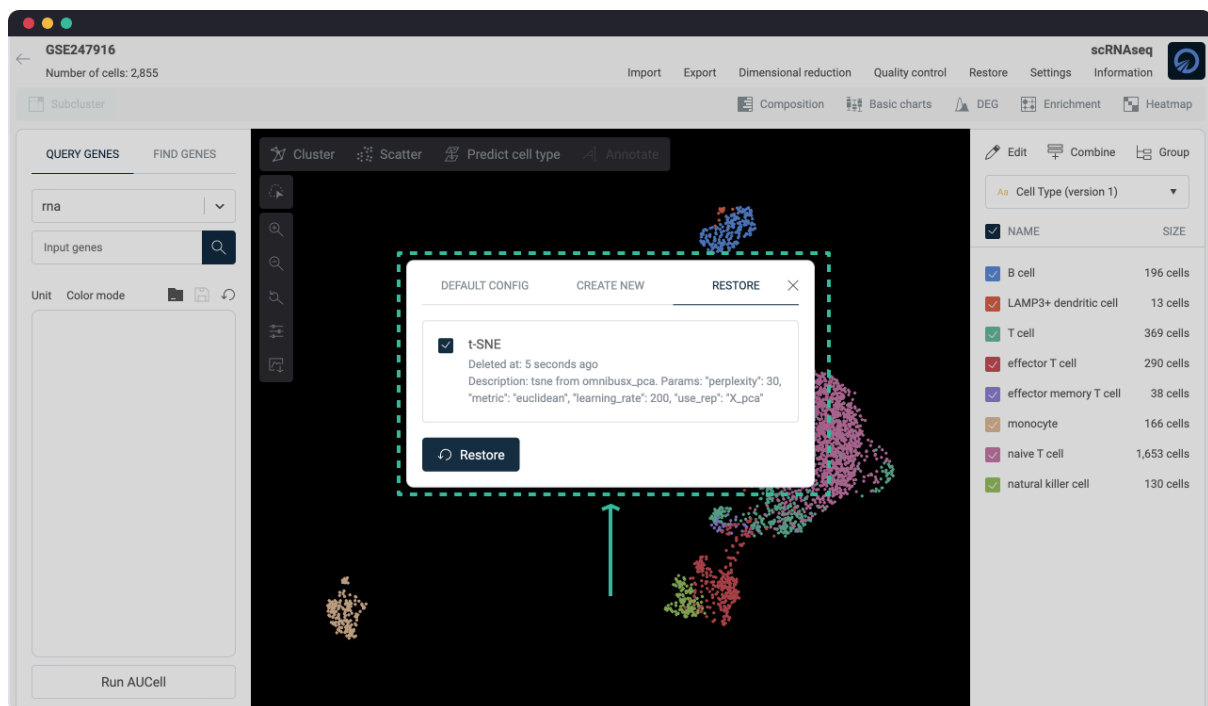 GSE247916
Number of cells: 2,855
scRNAseq
Import Export Dimensional reduction Quality control Restore Settings Information
Subcluster
Composition Basic charts DEG Enrichment Heatmap
QUERY GENES FIND GENES
rna
Input genes
Unit Color mode
Run AUCell
Cluster Scatter Predict cell type Annotate
DEFAULT CONFIG CREATE NEW RESTORE
t-SNE
Deleted at: 5 seconds ago
Description: tsne from omnibusx_pca. Params: "perplexity": 30,
"metric": "euclidean", "learning_rate": 200, "use_rep": "X_pca"
Restore
Edit Combine Group
Aa Cell Type (version 1)
NAME SIZE
B cell 196 cells
LAMP3+ dendritic cell 13 cells
T cell 369 cells
effector T cell 290 cells
effector memory T cell 38 cells
monocyte 166 cells
naive T cell 1,653 cells
natural killer cell 130 cells